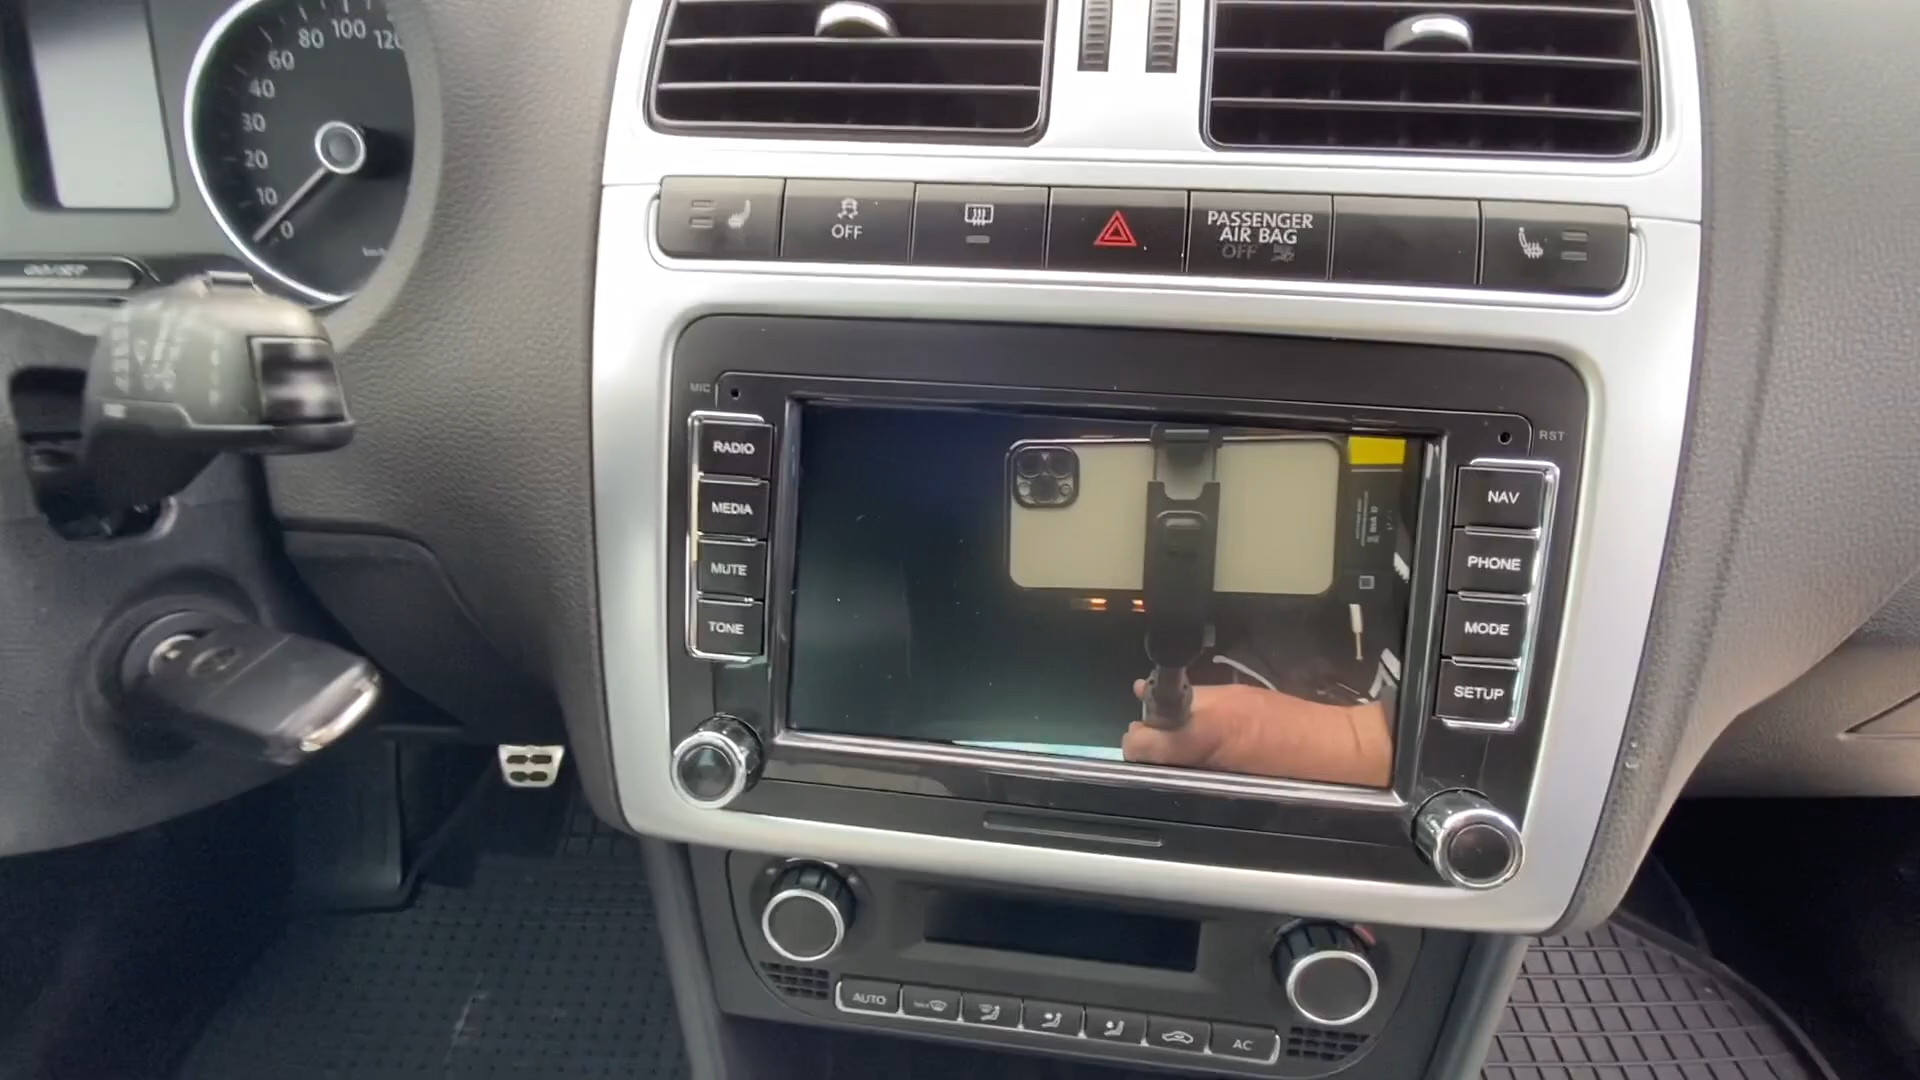 120
100
80
60
40
30
20
10
0
OFF
PASSENGER
AIR BAG
OFF
MIC
RST
RADIO
MEDIA
MUTE
TONE
NAV
PHONE
MODE
SETUP
AUTO
AC